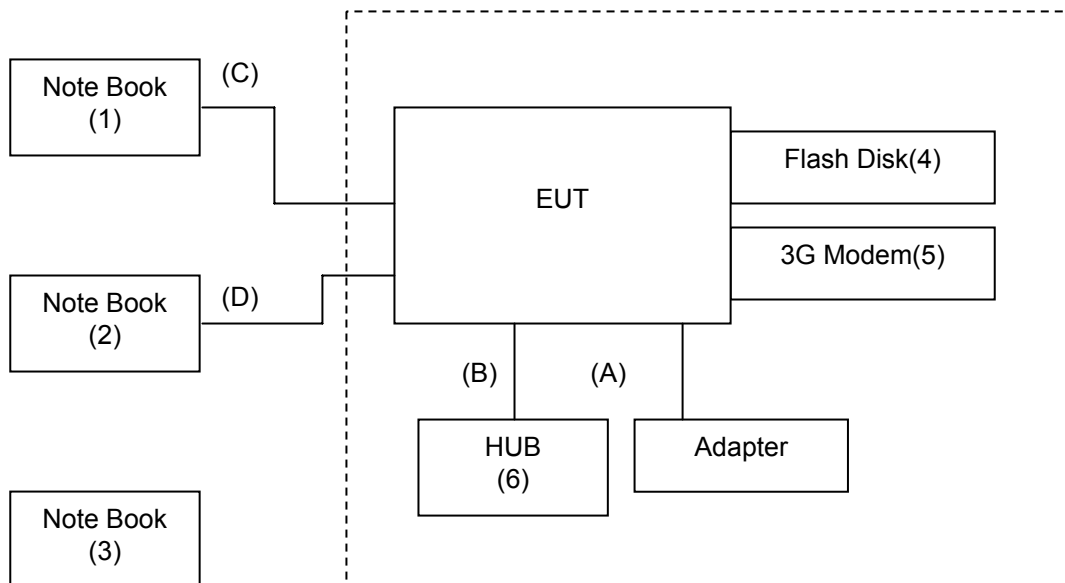 Note Book
(1)
(C)
EUT
Flash Disk(4)
3G Modem(5)
Note Book
(2)
(D)
(B)
(A)
HUB
(6)
Adapter
Note Book
(3)